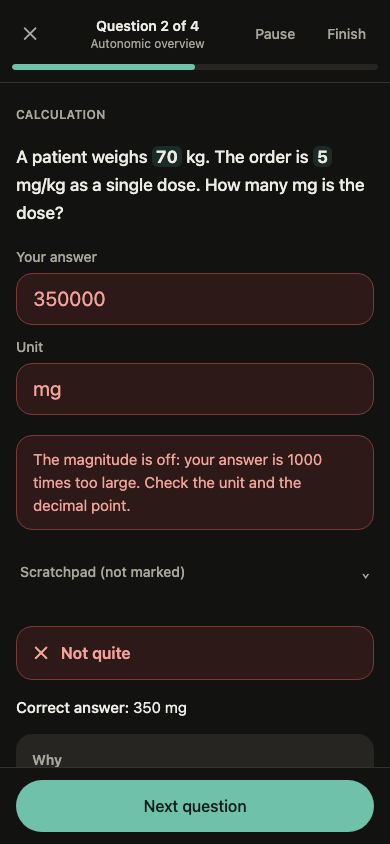 Question 2 of 4
Autonomic overview
Pause
Finish
CALCULATION
A patient weighs 70 kg. The order is 5
mg/kg as a single dose. How many mg is the
dose?
Your answer
350000
Unit
mg
The magnitude is off: your answer is 1000
times too large. Check the unit and the
decimal point.
Scratchpad (not marked)
Not quite
Correct answer: 350 mg
Why
Next question